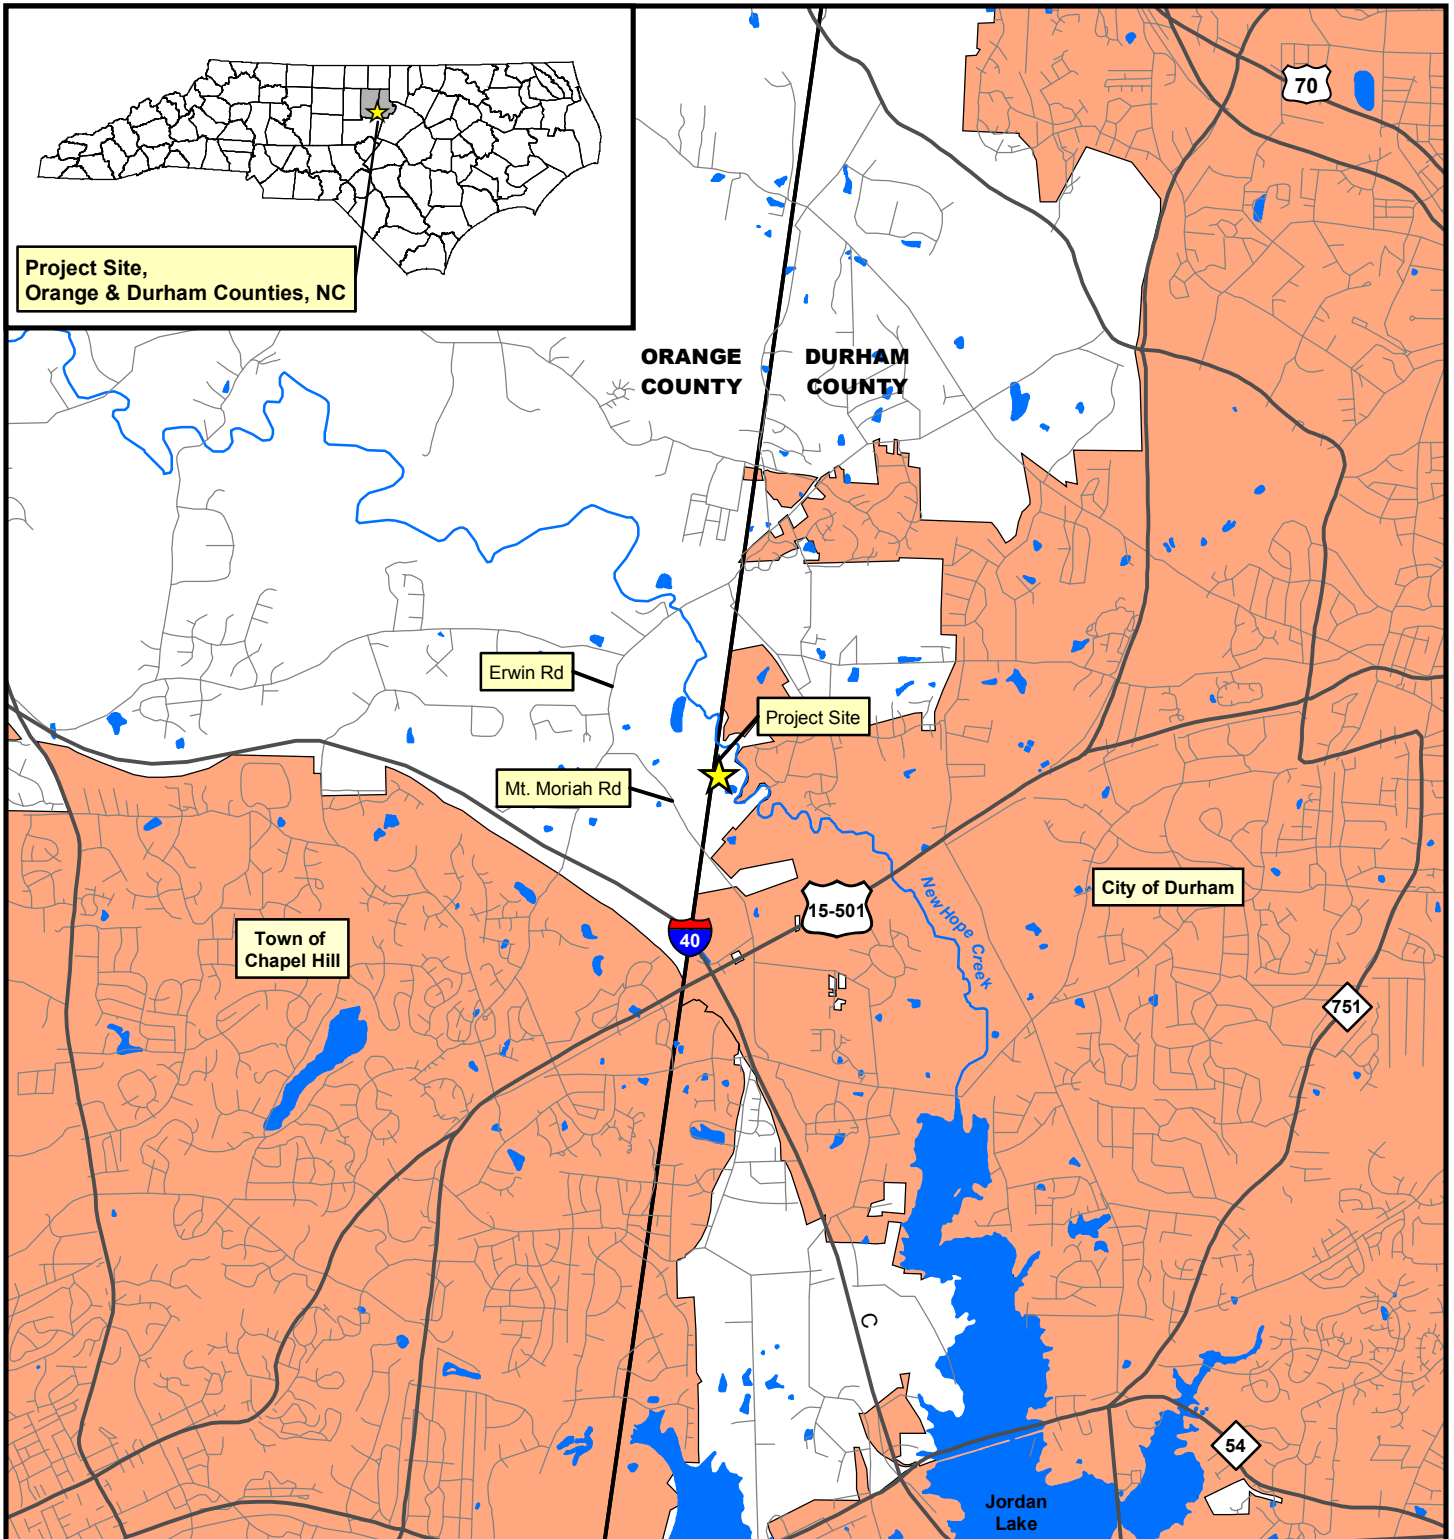 70
Project Site,
Orange & Durham Counties, NC
ORANGE
COUNTY
DURHAM
COUNTY
Erwin Rd
Project Site
Mt. Moriah Rd
City of Durham
15-501
New Hope Creek
Town of
Chapel Hill
40
751
C
54
Jordan
Lake